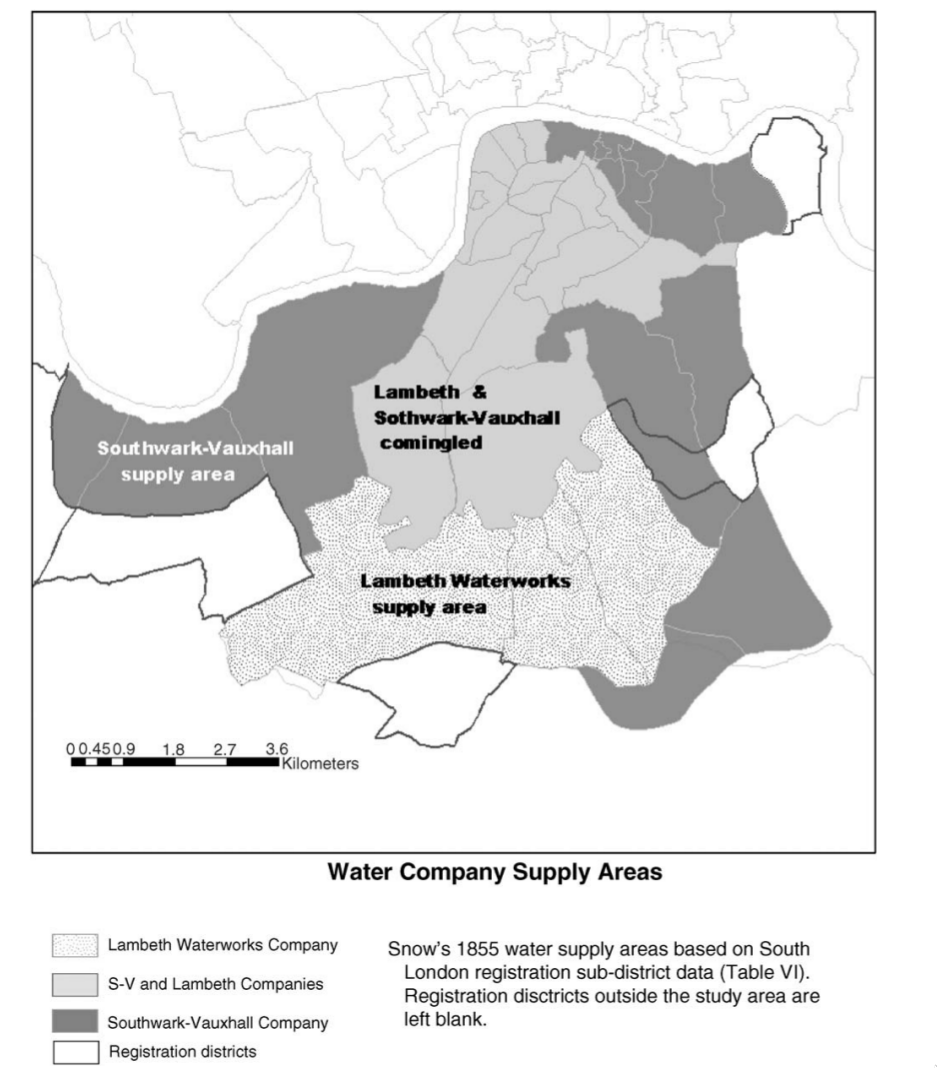 Lambeth &
Sothwark-Vauxhall
comingled
Southwark-Vauxhall
supply area
Lambeth Waterworks
supply area
0 0.45 0.9 1.8 2.7 3.6
Kilometers
Water Company Supply Areas
Lambeth Waterworks Company
S-V and Lambeth Companies
Southwark-Vauxhall Company
Registration districts
Snow's 1855 water supply areas based on South
London registration sub-district data (Table VI).
Registration disctricts outside the study area are
left blank.